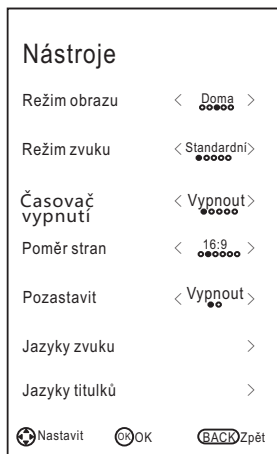 Nástroje
Režim obrazu < Doma >
Režim zvuku < Standardní >
Časovač
vypnutí < Vypnout >
Poměr stran < 16:9 >
Pozastavit < Vypnout >
Jazyky zvuku >
Jazyky titulků >
Nastavit OK OK BACK Zpět